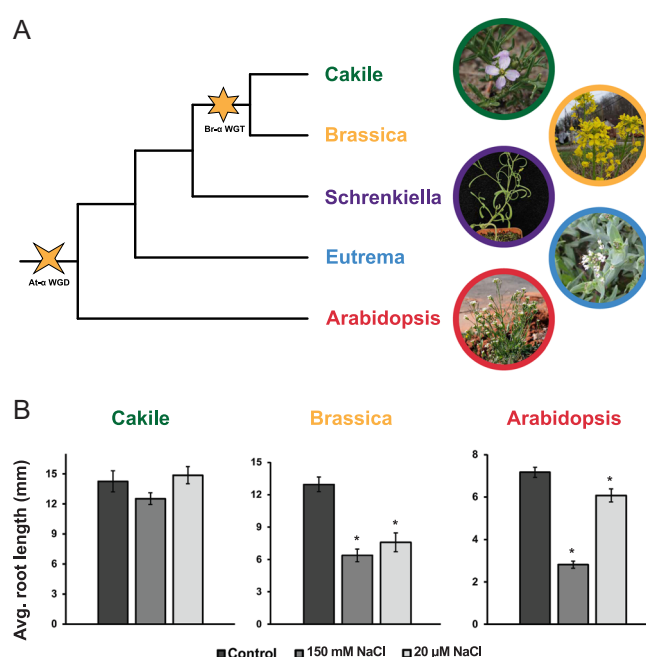 A
Cakile
Br-α WGT
Brassica
Schrenkiella
Eutrema
At-α WGD
Arabidopsis
B
Cakile
Brassica
Arabidopsis
Avg. root length (mm)
15
12
9
6
3
0
15
12
9
6
3
0
* *
8
6
4
2
0
* *
Control 150 mM NaCl 20 µM NaCl